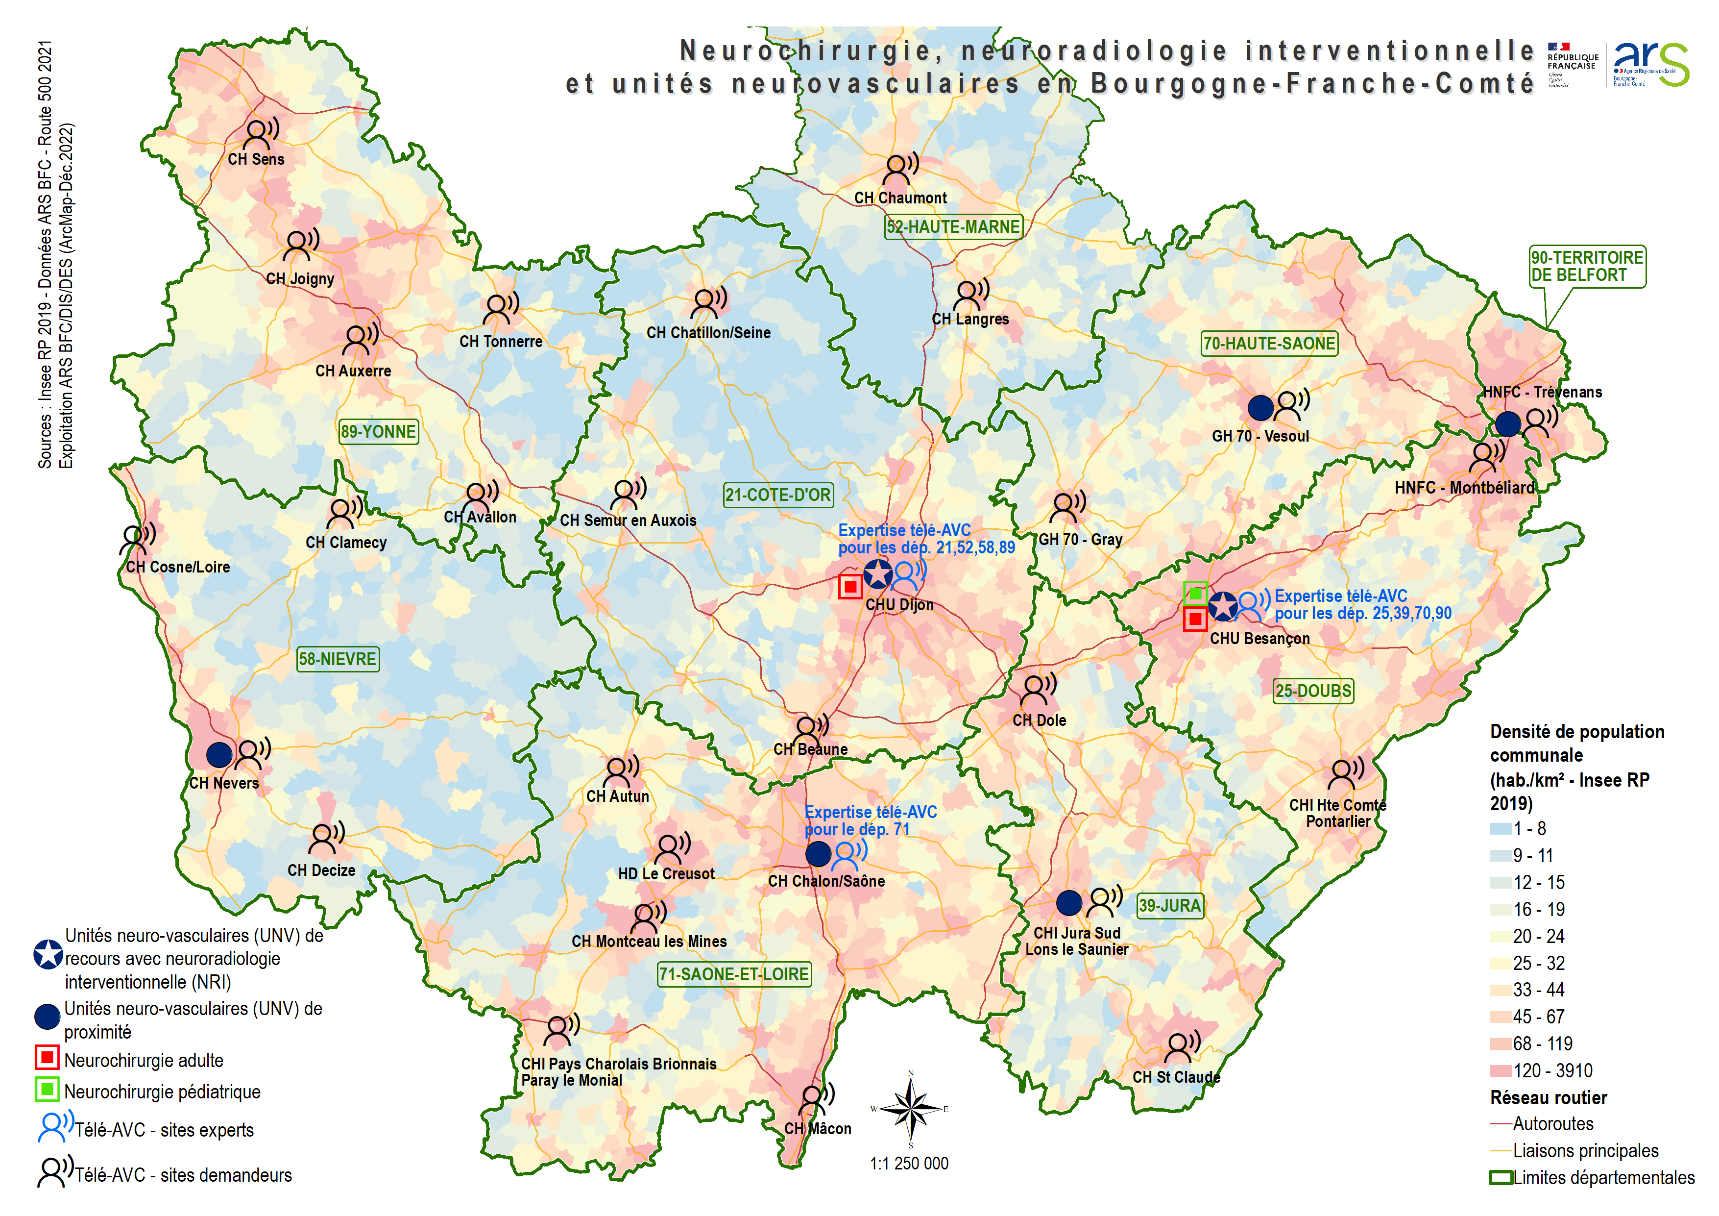 Neurochirurgie, neuroradiologie interventionnelle
et unités neurovasculaires en Bourgogne-Franche-Comté
RÉPUBLIQUE
FRANÇAISE
Liberté
Égalité
Fraternité
ars
Agence Régionale de Santé
Bourgogne-
Franche-Comté
Sources : Insee RP 2019 - Données ARS BFC - Route 500 2021
Exploitation ARS BFC/DIS/DES (ArcMap-Déc.2022)
CH Sens
CH Chaumont
52-HAUTE-MARNE
CH Joigny
90-TERRITOIRE
DE BELFORT
CH Langres
CH Chatillon/Seine
CH Tonnerre
70-HAUTE-SAONE
CH Auxerre
HNFC - Trévenans
89-YONNE
GH 70 - Vesoul
HNFC - Montbéliard
21-COTE-D'OR
CH Avallon
CH Semur en Auxois
CH Clamecy
Expertise télé-AVC
pour les dép. 21,52,58,89
GH 70 - Gray
CH Cosne/Loire
CHU Dijon
Expertise télé-AVC
pour les dép. 25,39,70,90
CHU Besançon
58-NIEVRE
25-DOUBS
CH Dole
CH Beaune
CH Nevers
CH Autun
CHI Hte Comté
Pontarlier
Expertise télé-AVC
pour le dép. 71
CH Decize
HD Le Creusot
CH Chalon/Saône
39-JURA
CHI Jura Sud
Lons le Saunier
CH Montceau les Mines
71-SAONE-ET-LOIRE
CHI Pays Charolais Brionnais
Paray le Monial
CH St Claude
CH Mâcon
N
W
E
S
1:1 250 000
Unités neuro-vasculaires (UNV) de
recours avec neuroradiologie
interventionnelle (NRI)
Unités neuro-vasculaires (UNV) de
proximité
Neurochirurgie adulte
Neurochirurgie pédiatrique
Télé-AVC - sites experts
Télé-AVC - sites demandeurs
Densité de population
communale
(hab./km² - Insee RP
2019)
1 - 8
9 - 11
12 - 15
16 - 19
20 - 24
25 - 32
33 - 44
45 - 67
68 - 119
120 - 3910
Réseau routier
Autoroutes
Liaisons principales
Limites départementales